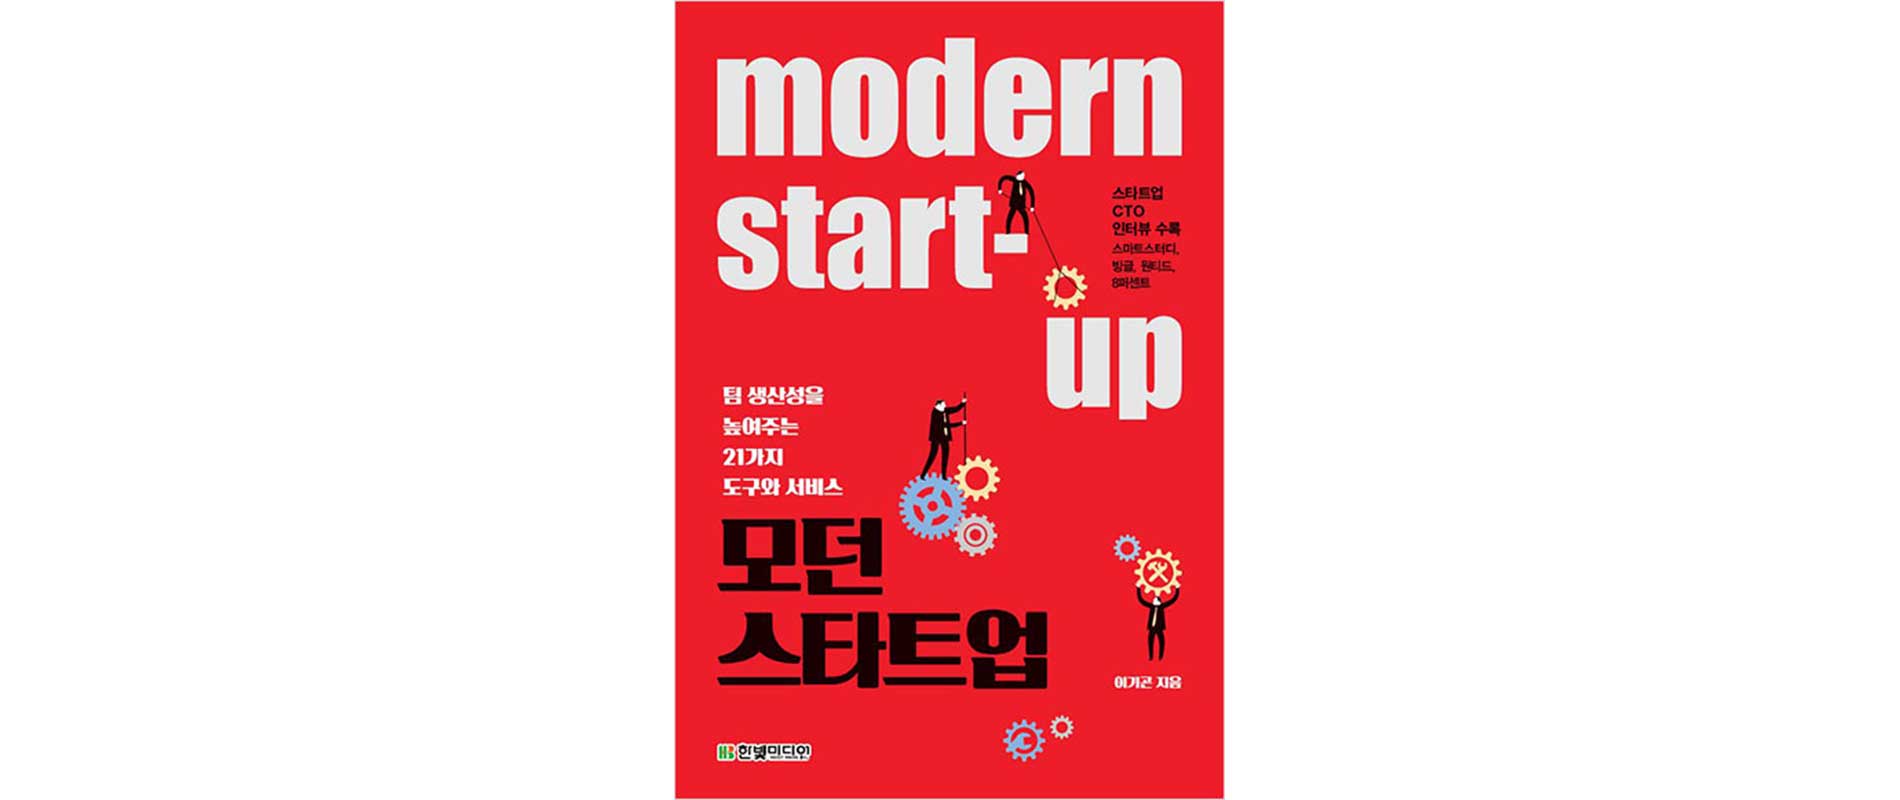 modern
start-
up
스타트업
CTO
인터뷰 수록
스마트스터디,
빙글, 원티드,
8퍼센트
팀 생산성을
높여주는
21가지
도구와 서비스
모던
스타트업
이기곤 지음
HB 한빛미디어